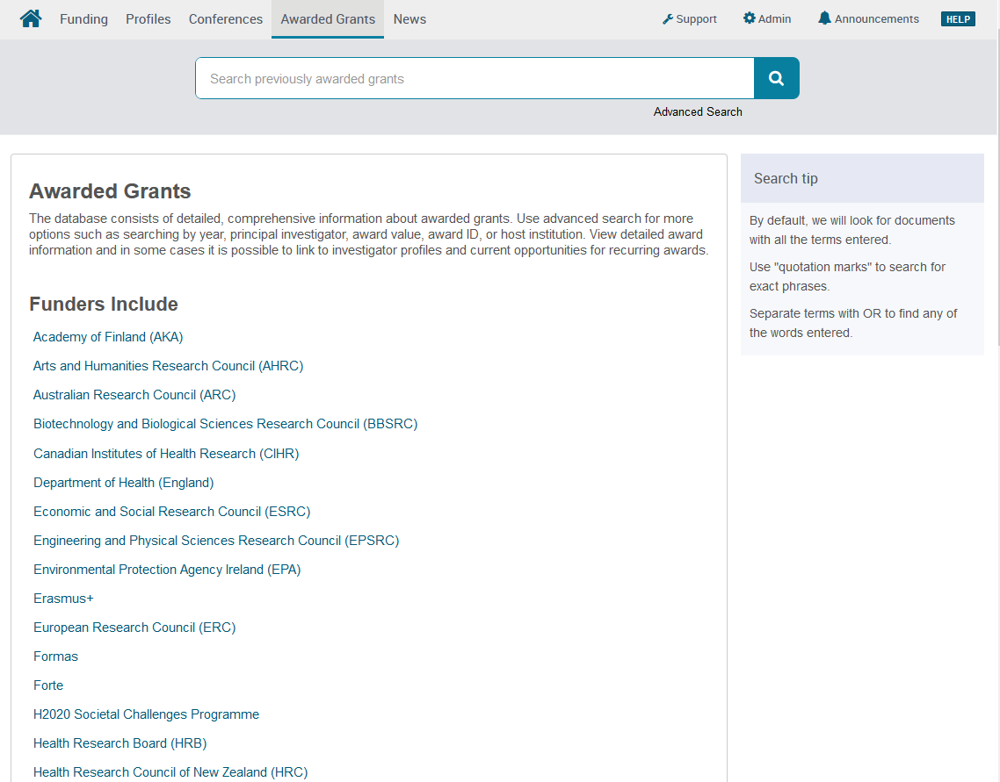 Funding Profiles Conferences Awarded Grants News Support Admin Announcements HELP
Search previously awarded grants
Advanced Search
Awarded Grants
The database consists of detailed, comprehensive information about awarded grants. Use advanced search for more
options such as searching by year, principal investigator, award value, award ID, or host institution. View detailed award
information and in some cases it is possible to link to investigator profiles and current opportunities for recurring awards.
Funders Include
Academy of Finland (AKA)
Arts and Humanities Research Council (AHRC)
Australian Research Council (ARC)
Biotechnology and Biological Sciences Research Council (BBSRC)
Canadian Institutes of Health Research (CIHR)
Department of Health (England)
Economic and Social Research Council (ESRC)
Engineering and Physical Sciences Research Council (EPSRC)
Environmental Protection Agency Ireland (EPA)
Erasmus+
European Research Council (ERC)
Formas
Forte
H2020 Societal Challenges Programme
Health Research Board (HRB)
Health Research Council of New Zealand (HRC)
Search tip
By default, we will look for documents
with all the terms entered.
Use "quotation marks" to search for
exact phrases.
Separate terms with OR to find any of
the words entered.